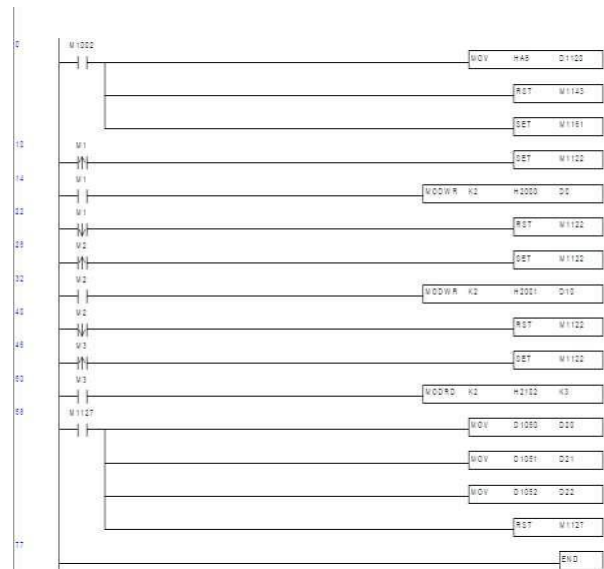 0
M1002
MOV HA6 D1120
RST M1143
SET M1161
10
M1
SET M1122
14
M1
MODWR K2 H2000 D0
22
M1
RST M1122
M2
SET M1122
32
M2
MODWR K2 H2001 D10
40
M2
RST M1122
M3
SET M1122
50
M3
MODRD K2 H2102 K3
58
M1127
MOV D1050 D20
MOV D1051 D21
MOV D1052 D22
RST M1127
77
END